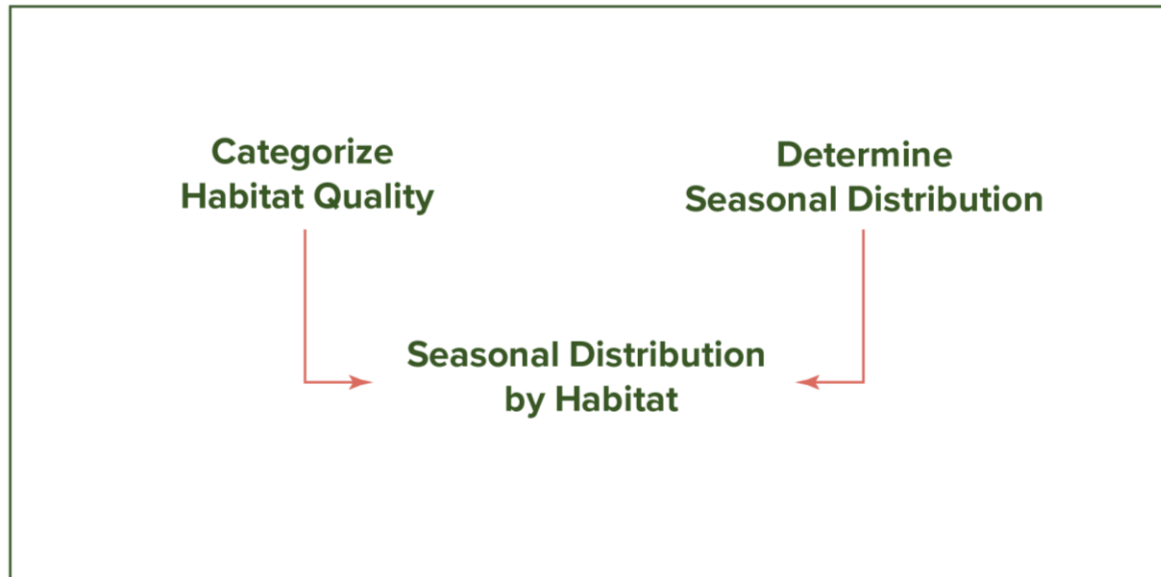 Categorize
Habitat Quality
Determine
Seasonal Distribution
Seasonal Distribution
by Habitat